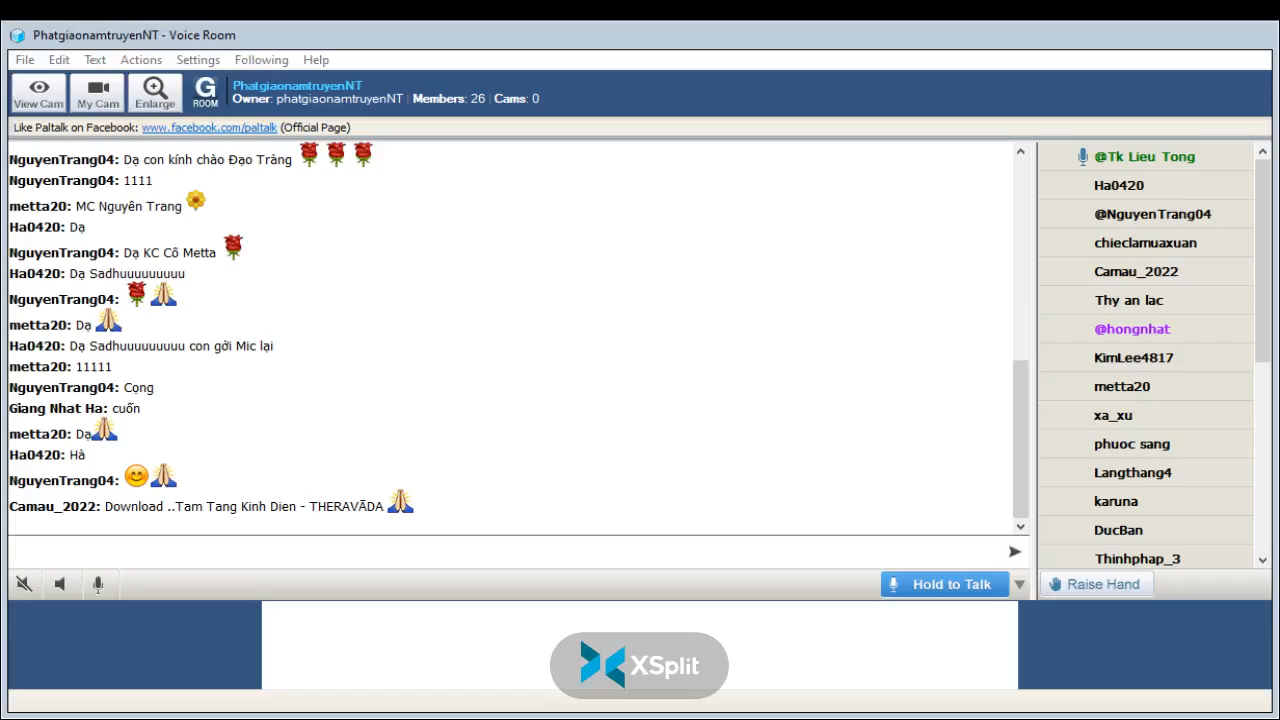 PhatgiaonamtruyenNT - Voice Room
File Edit Text Actions Settings Following Help
View Cam
My Cam
Enlarge
G
ROOM
PhatgiaonamtruyenNT
Owner: phatgiaonamtruyenNT | Members: 26 | Cams: 0
Like Paltalk on Facebook: www.facebook.com/paltalk (Official Page)
NguyenTrang04: Dạ con kính chào Đạo Tràng
NguyenTrang04: 1111
metta20: MC Nguyên Trang
Ha0420: Dạ
NguyenTrang04: Dạ KC Cô Metta
Ha0420: Dạ Sadhuuuuuuuuu
NguyenTrang04:
metta20: Dạ
Ha0420: Dạ Sadhuuuuuuuuu con gởi Mic lại
metta20: 11111
NguyenTrang04: Cọng
Giang Nhat Ha: cuốn
metta20: Dạ
Ha0420: Hà
NguyenTrang04:
Camau_2022: Download ..Tam Tang Kinh Dien - THERAVĀDA
@Tk Lieu Tong
Ha0420
@NguyenTrang04
chieclamuaxuan
Camau_2022
Thy an lac
@hongnhat
KimLee4817
metta20
xa_xu
phuoc sang
Langthang4
karuna
DucBan
Thinhphap_3
Hold to Talk
Raise Hand
XSplit